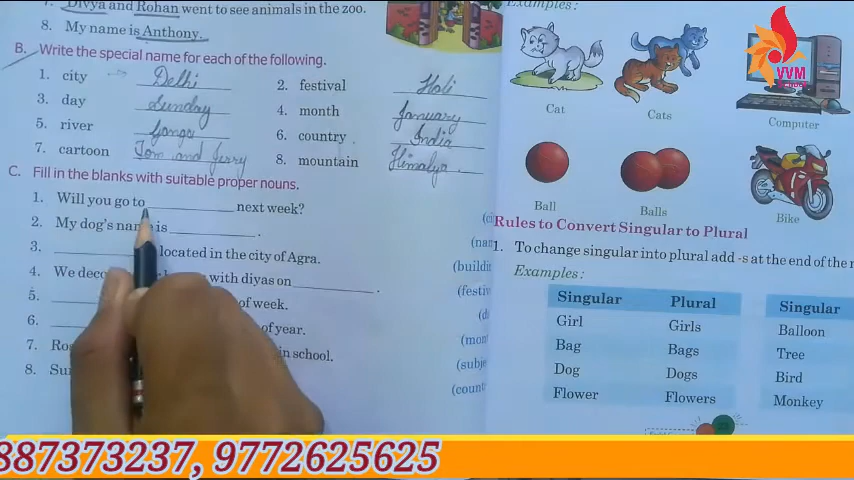 7. Divya and Rohan went to see animals in the zoo.
8. My name is Anthony.
B. Write the special name for each of the following.
1. city Delhi 2. festival Holi
3. day Sunday 4. month January
5. river Ganga 6. country India
7. cartoon Tom and Jerry 8. mountain Himalya
C. Fill in the blanks with suitable proper nouns.
1. Will you go to next week?
2. My dog's name is
3. located in the city of Agra.
4. We with diyas on
5. of week.
6. of year.
7. in school.
8.
Examples:
Cat
Cats
Computer
Ball
Balls
Bike
Rules to Convert Singular to Plural
1. To change singular into plural add -s at the end of the
Examples:
Singular Plural Singular
Girl Girls Balloon
Bag Bags Tree
Dog Dogs Bird
Flower Flowers Monkey
VVM
887373237, 9772625625